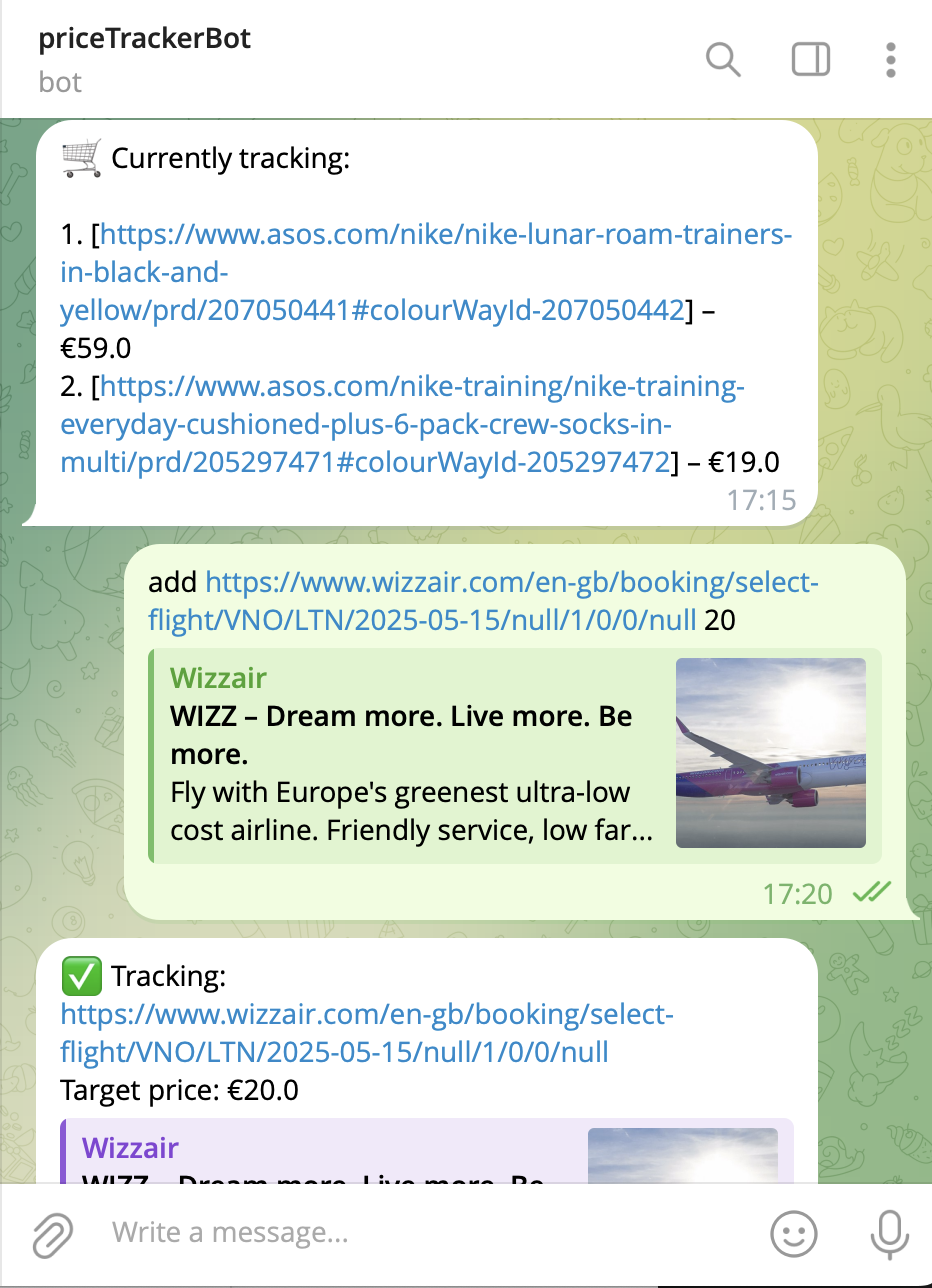 priceTrackerBot
bot
Currently tracking:
1. [https://www.asos.com/nike/nike-lunar-roam-trainers-
in-black-and-
yellow/prd/207050441#colourWayId-207050442] –
€59.0
2. [https://www.asos.com/nike-training/nike-training-
everyday-cushioned-plus-6-pack-crew-socks-in-
multi/prd/205297471#colourWayId-205297472] – €19.0
17:15
add https://www.wizzair.com/en-gb/booking/select-
flight/VNO/LTN/2025-05-15/null/1/0/0/null 20
Wizzair
WIZZ – Dream more. Live more. Be
more.
Fly with Europe's greenest ultra-low
cost airline. Friendly service, low far...
17:20
Tracking:
https://www.wizzair.com/en-gb/booking/select-
flight/VNO/LTN/2025-05-15/null/1/0/0/null
Target price: €20.0
Wizzair
WIZZ – Dream more. Live more. Be
Write a message...